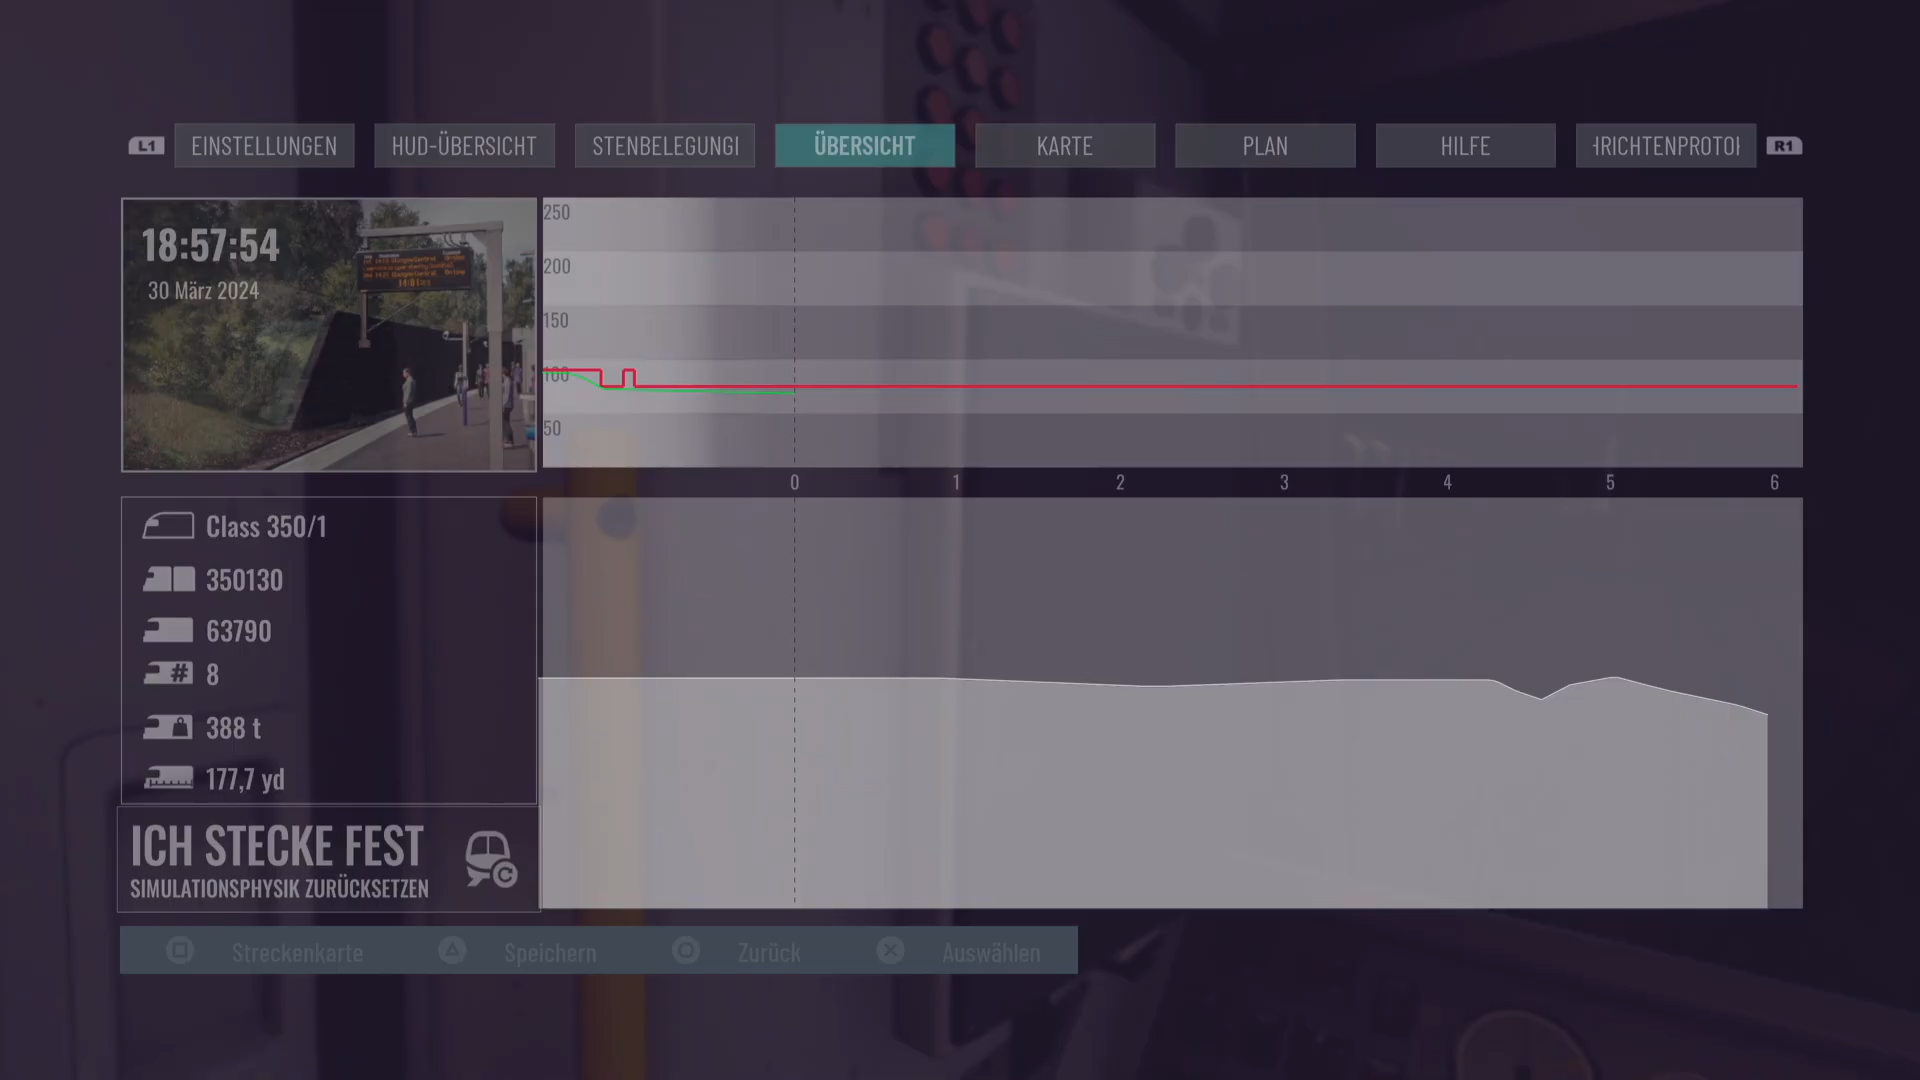 L1
EINSTELLUNGEN
HUD-ÜBERSICHT
STENBELEGUNG
ÜBERSICHT
KARTE
PLAN
HILFE
RICHTENPROTO
R1
18:57:54
30 März 2024
250
200
150
100
50
0 1 2 3 4 5 6
Class 350/1
350130
63790
# 8
388 t
177,7 yd
ICH STECKE FEST
SIMULATIONSPHYSIK ZURÜCKSETZEN
Streckenkarte
Speichern
Zurück
Auswählen